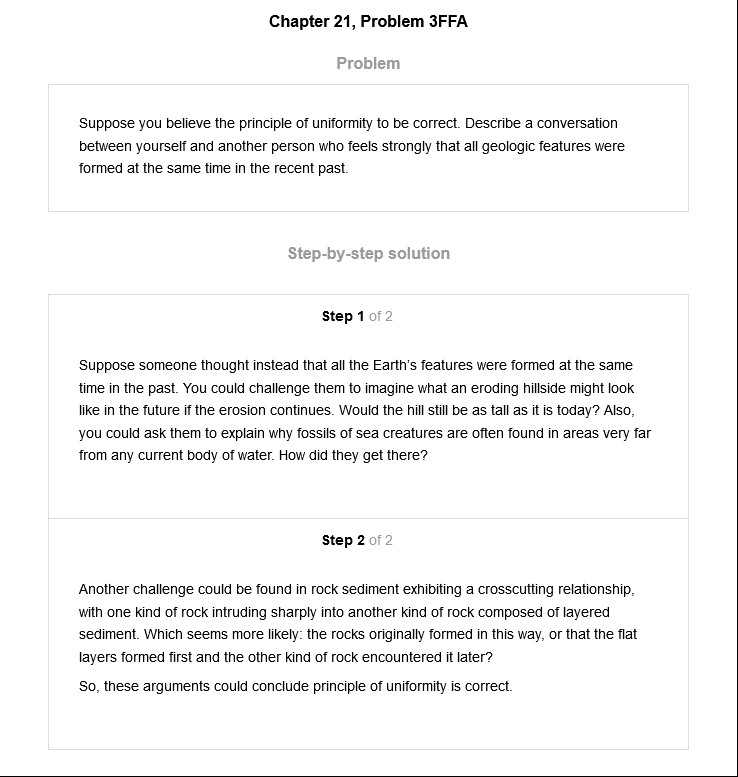 Chapter 21, Problem 3FFA
Problem
Suppose you believe the principle of uniformity to be correct. Describe a conversation
between yourself and another person who feels strongly that all geologic features were
formed at the same time in the recent past.
Step-by-step solution
Step 1 of 2
Suppose someone thought instead that all the Earth's features were formed at the same
time in the past. You could challenge them to imagine what an eroding hillside might look
like in the future if the erosion continues. Would the hill still be as tall as it is today? Also,
you could ask them to explain why fossils of sea creatures are often found in areas very far
from any current body of water. How did they get there?
Step 2 of 2
Another challenge could be found in rock sediment exhibiting a crosscutting relationship,
with one kind of rock intruding sharply into another kind of rock composed of layered
sediment. Which seems more likely: the rocks originally formed in this way, or that the flat
layers formed first and the other kind of rock encountered it later?
So, these arguments could conclude principle of uniformity is correct.